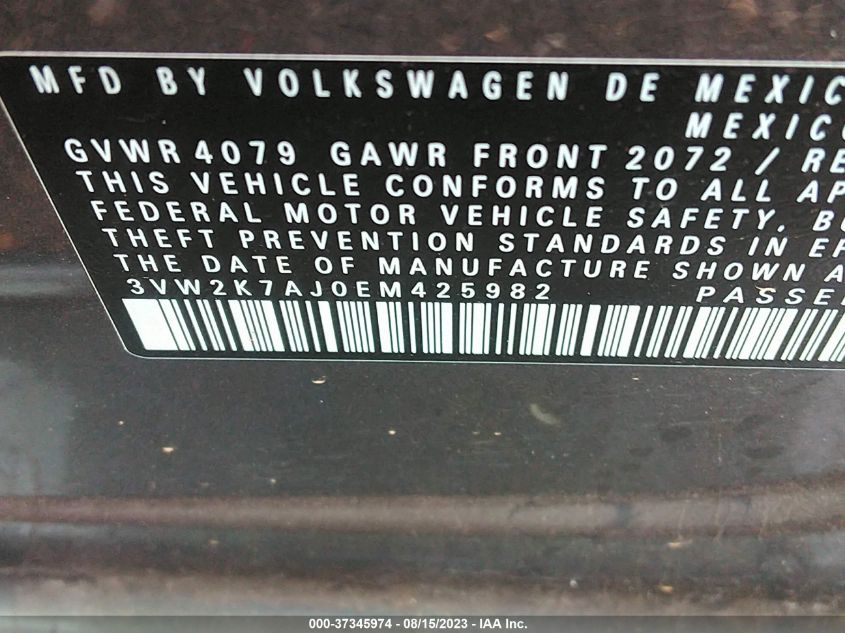 MFD BY VOLKSWAGEN DE MEXIC
MEXICO
GVWR 4079 GAWR FRONT 2072 / RE
THIS VEHICLE CONFORMS TO ALL AP
FEDERAL MOTOR VEHICLE SAFETY, BU
THEFT PREVENTION STANDARDS IN EF
THE DATE OF MANUFACTURE SHOWN A
3VW2K7AJ0EM425982 PASSE
000-37345974 - 08/15/2023 - IAA Inc.